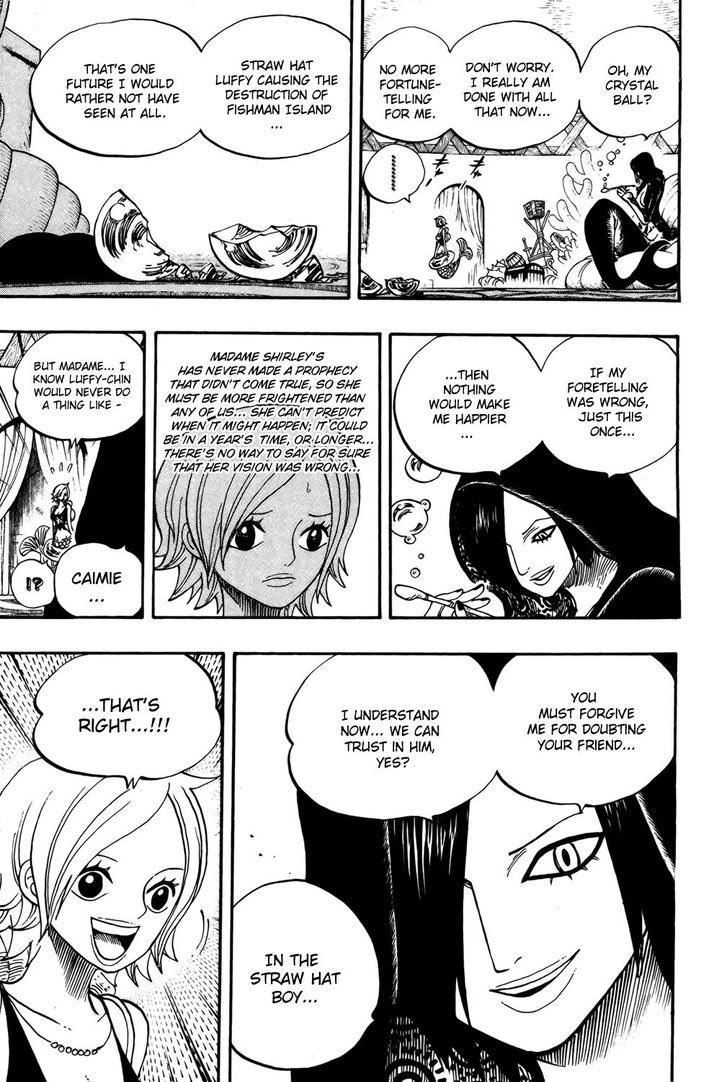 OH, MY
CRYSTAL
BALL?
DON'T WORRY.
I REALLY AM
DONE WITH ALL
THAT NOW...
NO MORE
FORTUNE-
TELLING
FOR ME.
STRAW HAT
LUFFY CAUSING THE
DESTRUCTION OF
FISHMAN ISLAND
...
THAT'S ONE
FUTURE I WOULD
RATHER NOT HAVE
SEEN AT ALL.
IF MY
FORETELLING
WAS WRONG,
JUST THIS
ONCE...
...THEN
NOTHING
WOULD MAKE
ME HAPPIER
...
MADAME SHIRLEY'S
HAS NEVER MADE A PROPHECY
THAT DIDN'T COME TRUE, SO SHE
MUST BE MORE FRIGHTENED THAN
ANY OF US... SHE CAN'T PREDICT
WHEN IT MIGHT HAPPEN; IT COULD
BE IN A YEAR'S TIME, OR LONGER...
THERE'S NO WAY TO SAY FOR SURE
THAT HER VISION WAS WRONG...
BUT MADAME... I
KNOW LUFFY-CHIN
WOULD NEVER DO
A THING LIKE -
CAIMIE
...
!?
YOU
MUST FORGIVE
ME FOR DOUBTING
YOUR FRIEND...
I UNDERSTAND
NOW... WE CAN
TRUST IN HIM,
YES?
IN THE
STRAW HAT
BOY...
...THAT'S
RIGHT...!!!